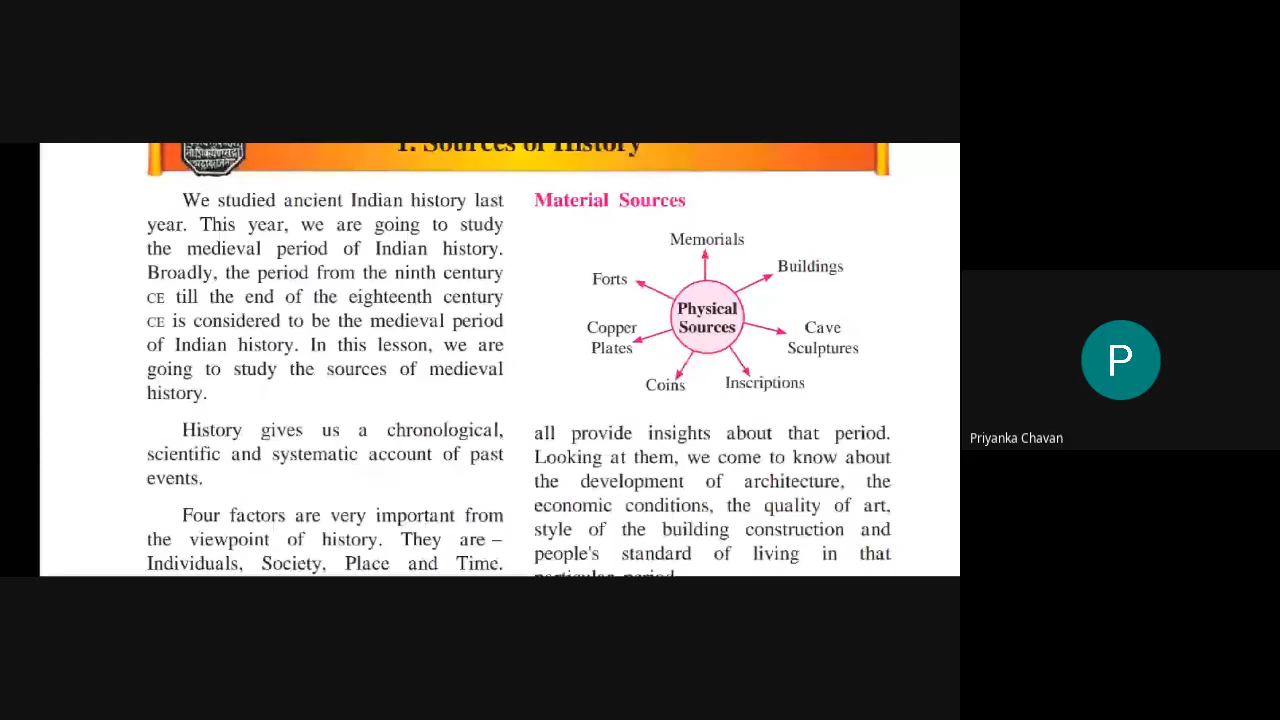 1. Sources of History
We studied ancient Indian history last
year. This year, we are going to study
the medieval period of Indian history.
Broadly, the period from the ninth century
CE till the end of the eighteenth century
CE is considered to be the medieval period
of Indian history. In this lesson, we are
going to study the sources of medieval
history.
History gives us a chronological,
scientific and systematic account of past
events.
Four factors are very important from
the viewpoint of history. They are –
Individuals, Society, Place and Time.
Material Sources
Memorials
Buildings
Forts
Physical
Sources
Copper
Plates
Cave
Sculptures
Coins
Inscriptions
all provide insights about that period.
Looking at them, we come to know about
the development of architecture, the
economic conditions, the quality of art,
style of the building construction and
people's standard of living in that
particular period.
P
Priyanka Chavan